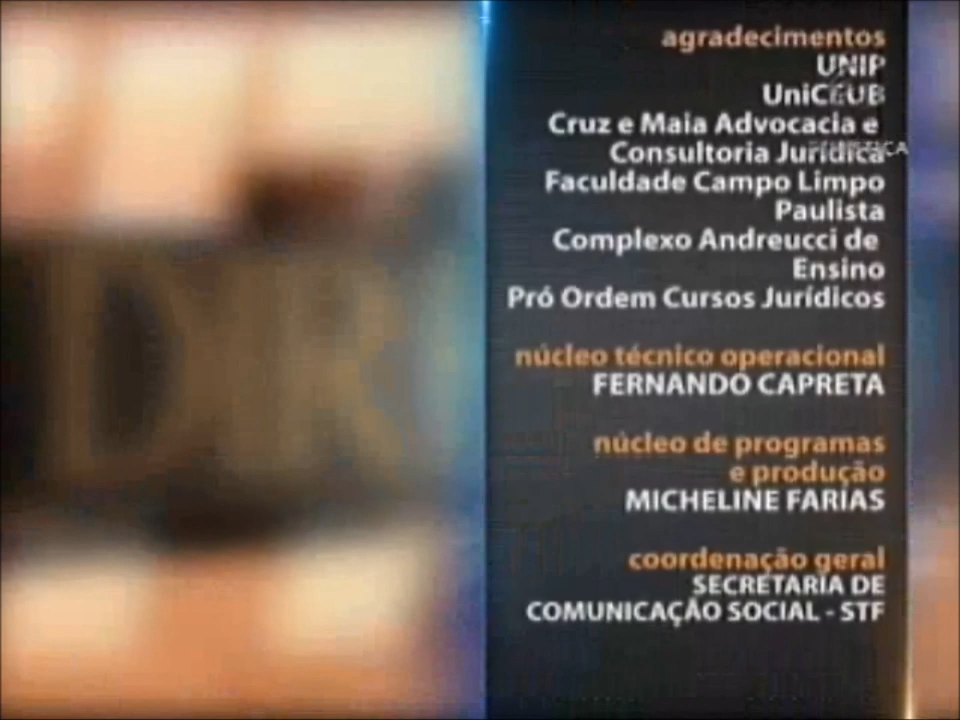 agradecimentos
UNIP
UniCEUB
Cruz e Maia Advocacia e
Consultoria Jurídica
Faculdade Campo Limpo
Paulista
Complexo Andreucci de
Ensino
Pró Ordem Cursos Jurídicos
núcleo técnico operacional
FERNANDO CAPRETA
núcleo de programas
e produção
MICHELINE FARIAS
coordenação geral
SECRETARIA DE
COMUNICAÇÃO SOCIAL - STF